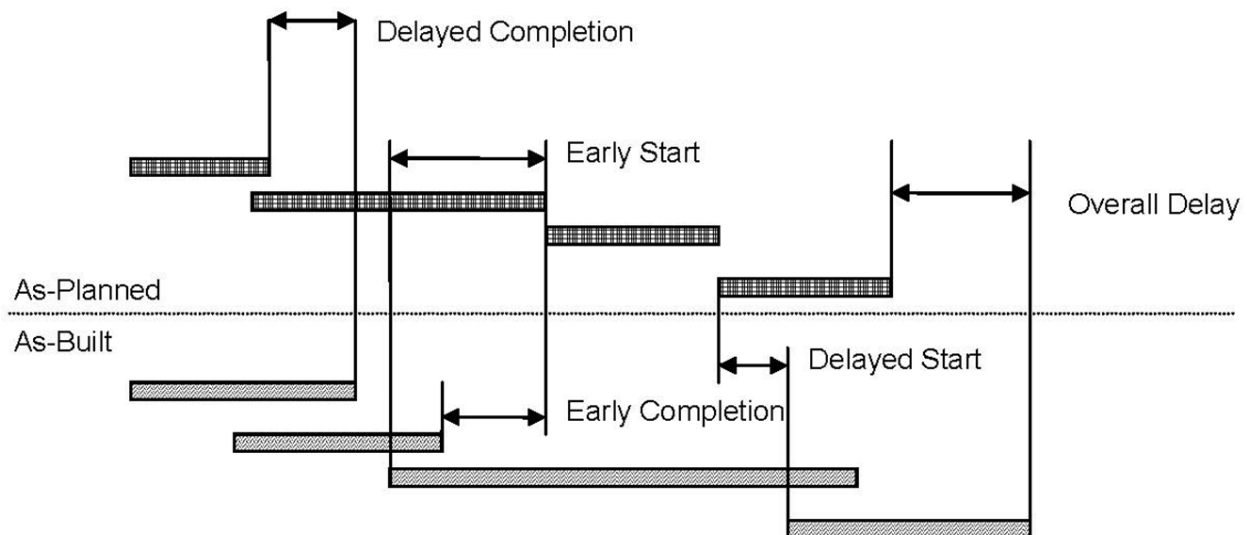 Delayed Completion
Early Start
Overall Delay
As-Planned
As-Built
Delayed Start
Early Completion